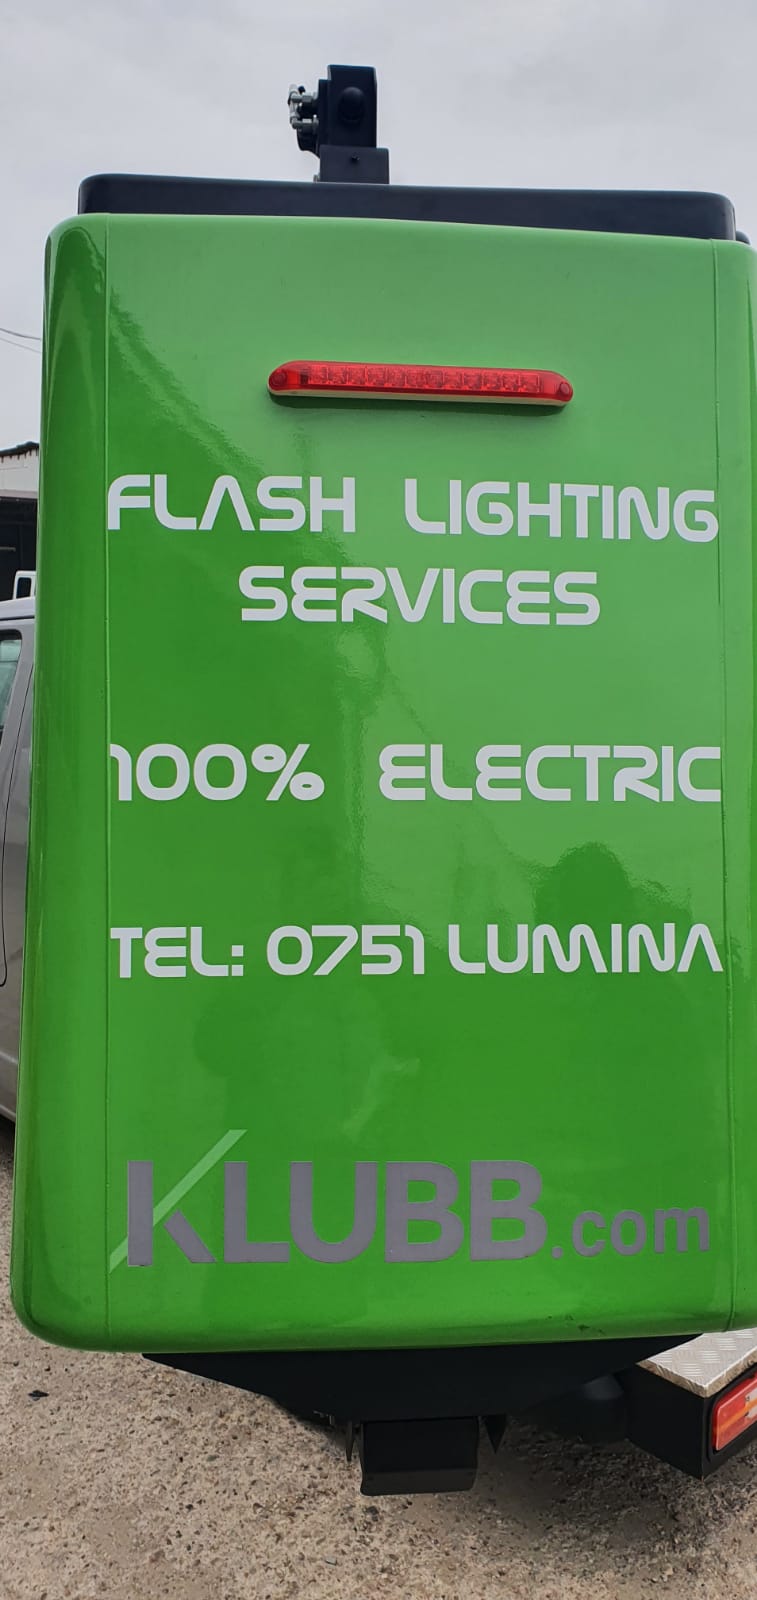 FLASH LIGHTING
SERVICES
100% ELECTRIC
TEL: 0751 LUMINA
KLUBB.com